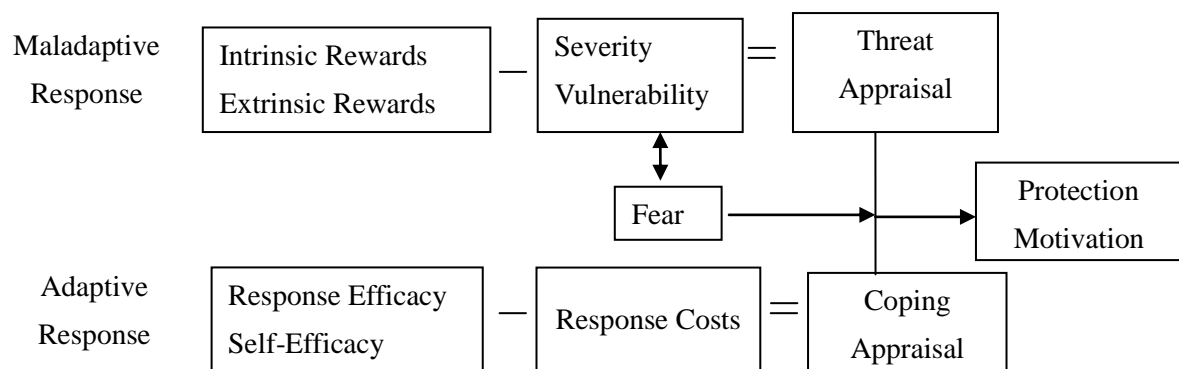 Maladaptive
Response
Intrinsic Rewards
Extrinsic Rewards
—
Severity
Vulnerability
=
Threat
Appraisal
Fear
Protection
Motivation
Adaptive
Response
Response Efficacy
Self-Efficacy
—
Response Costs
=
Coping
Appraisal